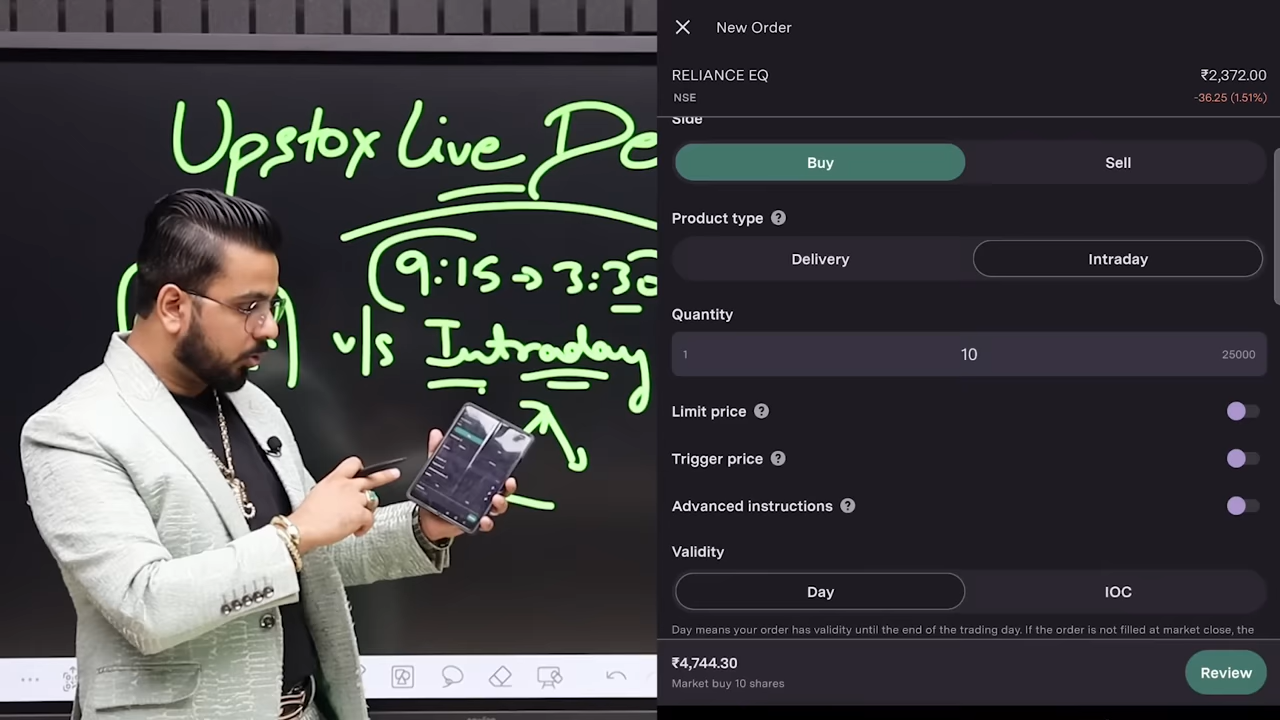 Upstox Live De
(9:15 → 3:30
v/s Intraday
New Order
RELIANCE EQ ₹2,372.00
NSE -36.25 (1.51%)
Side
Buy Sell
Product type ?
Delivery Intraday
Quantity
1 10 25000
Limit price ?
Trigger price ?
Advanced instructions ?
Validity
Day IOC
Day means your order has validity until the end of the trading day. If the order is not filled at market close, the
₹4,744.30
Market buy 10 shares
Review